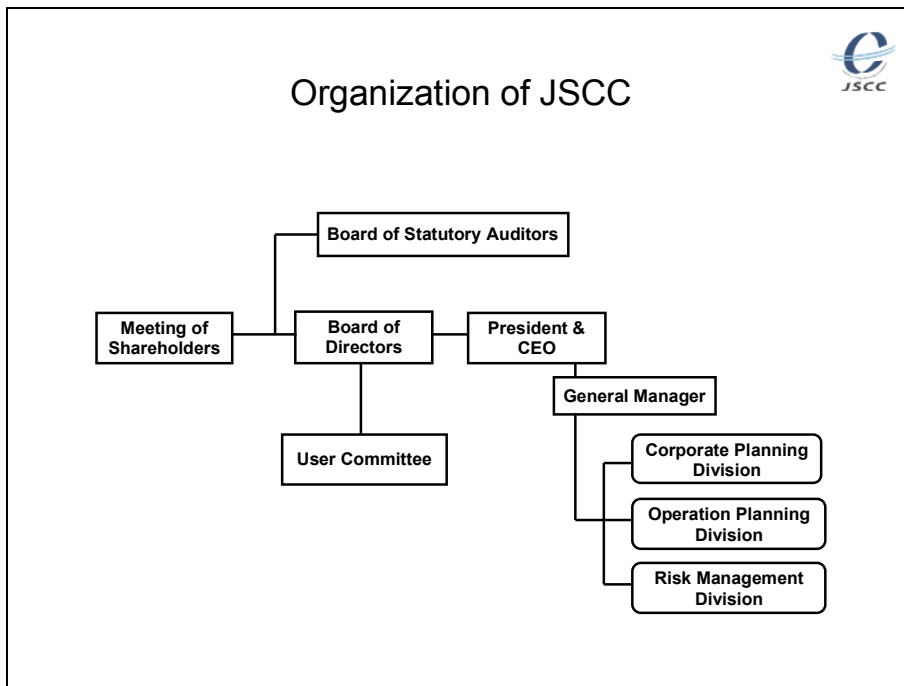 Organization of JSCC
JSCC
Board of Statutory Auditors
Meeting of
Shareholders
Board of
Directors
President &
CEO
General Manager
User Committee
Corporate Planning
Division
Operation Planning
Division
Risk Management
Division